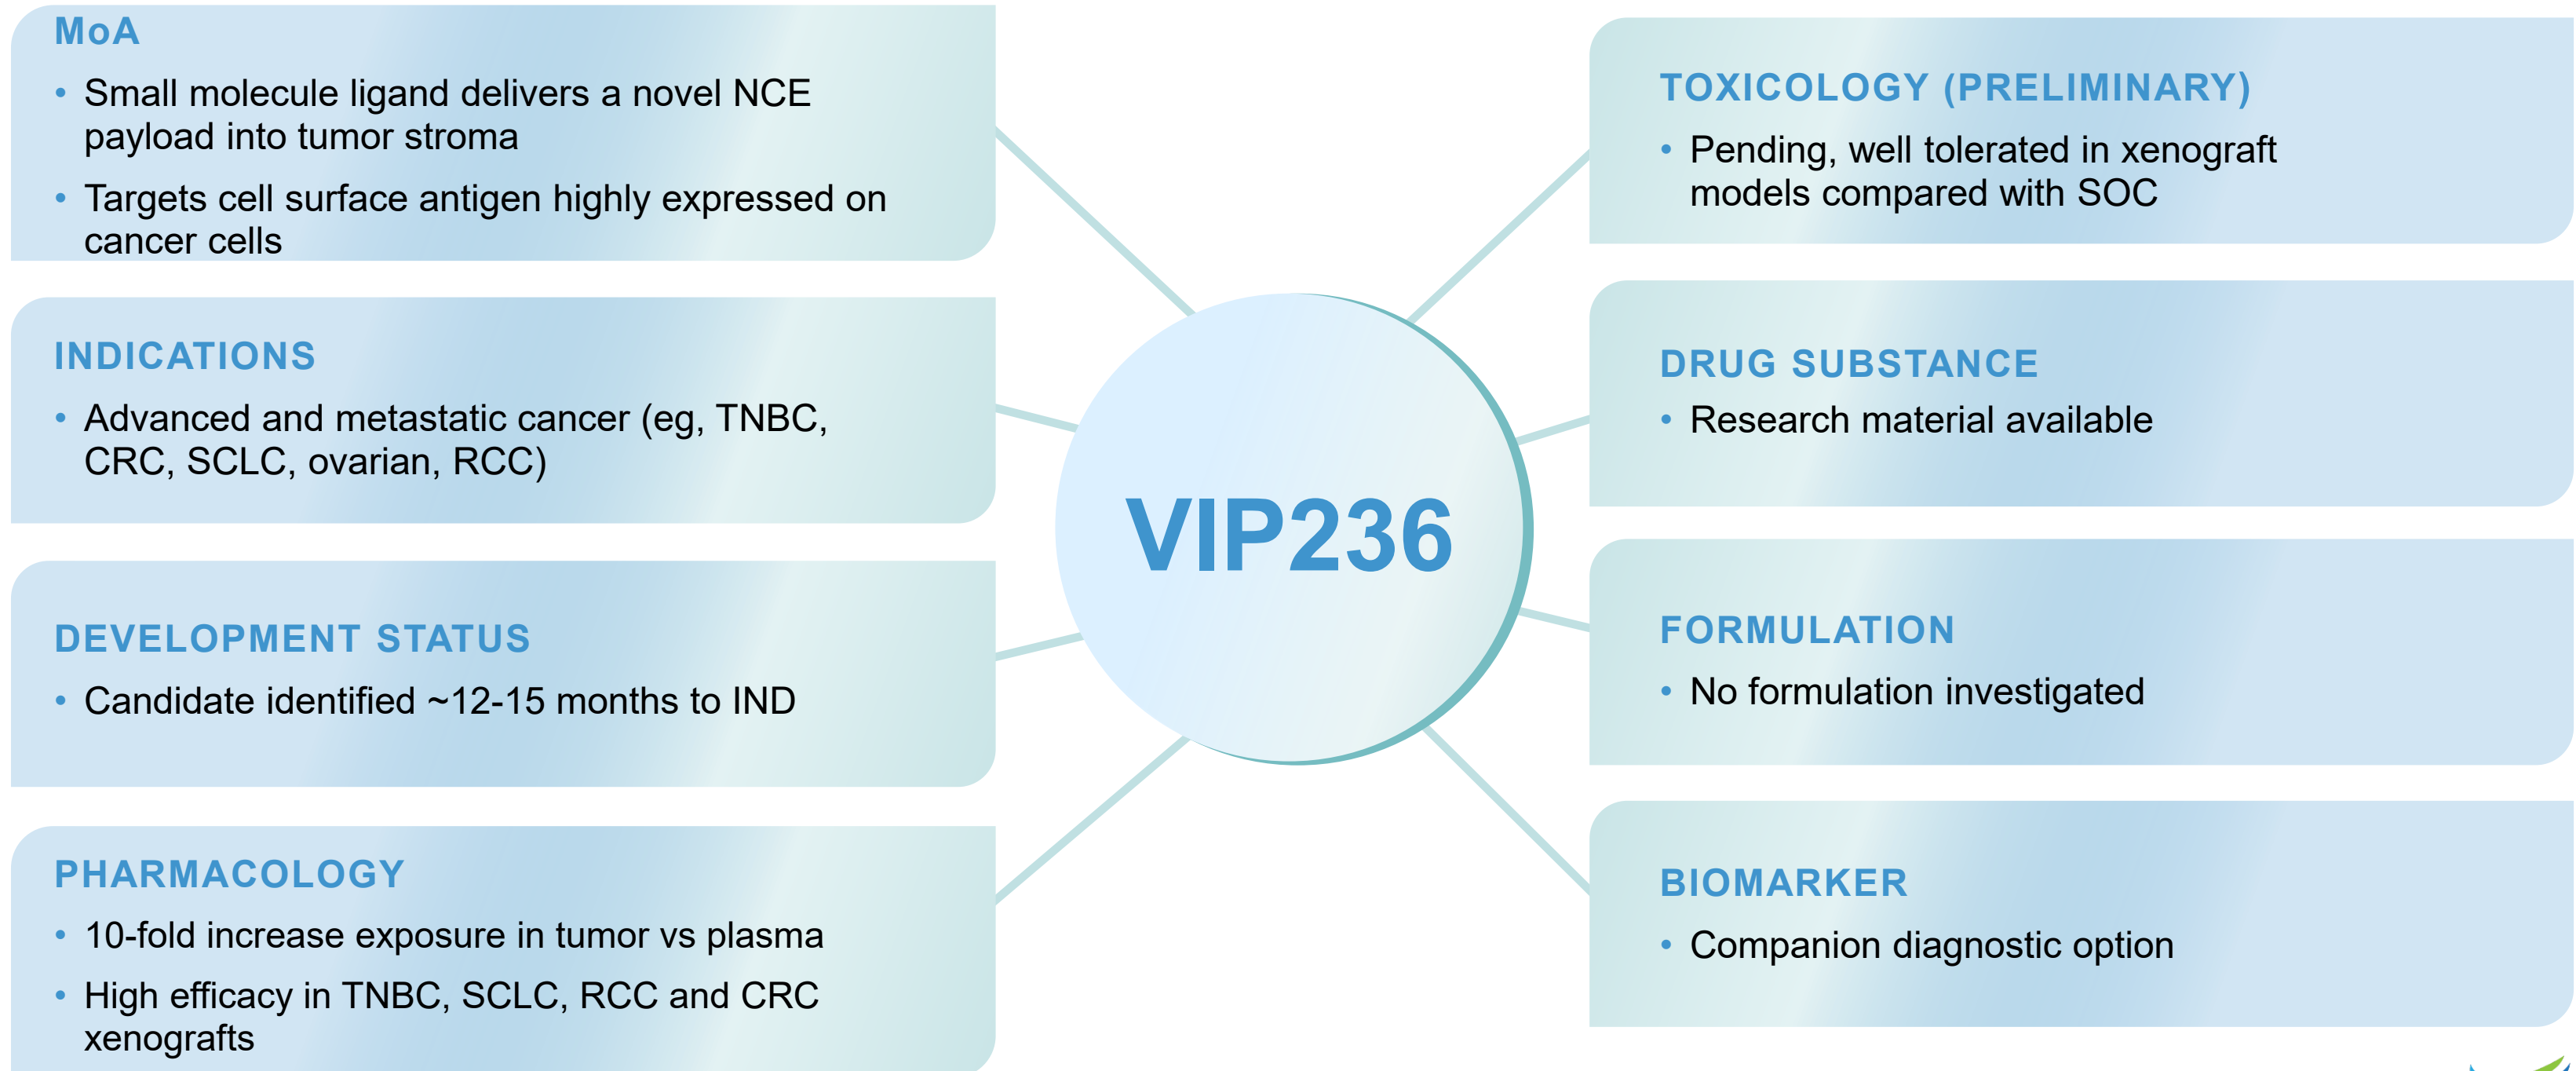 MoA
• Small molecule ligand delivers a novel NCE
payload into tumor stroma
• Targets cell surface antigen highly expressed on
cancer cells
INDICATIONS
• Advanced and metastatic cancer (eg, TNBC,
CRC, SCLC, ovarian, RCC)
DEVELOPMENT STATUS
• Candidate identified ~12-15 months to IND
PHARMACOLOGY
• 10-fold increase exposure in tumor vs plasma
• High efficacy in TNBC, SCLC, RCC and CRC
xenografts
VIP236
TOXICOLOGY (PRELIMINARY)
• Pending, well tolerated in xenograft
models compared with SOC
DRUG SUBSTANCE
• Research material available
FORMULATION
• No formulation investigated
BIOMARKER
• Companion diagnostic option